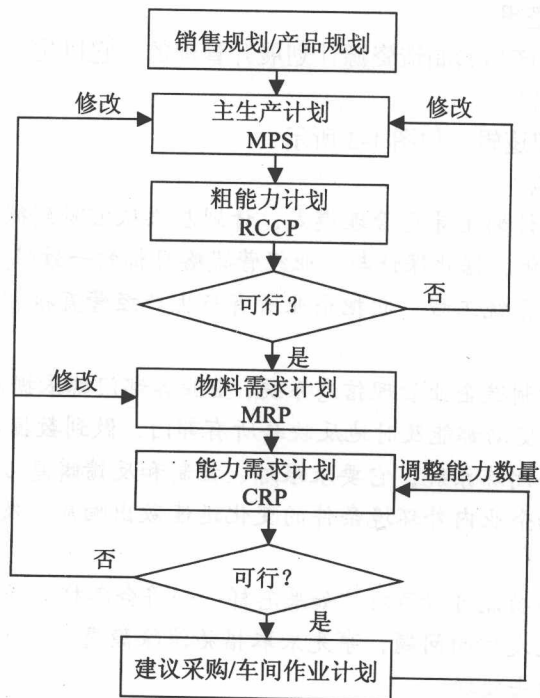 销售规划/产品规划
修改
修改
主生产计划
MPS
粗能力计划
RCCP
可行?
否
是
修改
物料需求计划
MRP
能力需求计划
CRP
调整能力数量
否
可行?
是
建议采购/车间作业计划